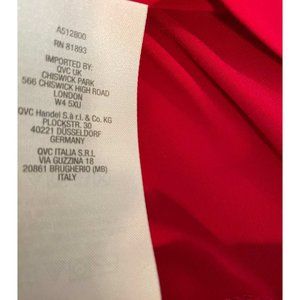 A512800
RN 81893
IMPORTED BY:
QVC UK
CHISWICK PARK
566 CHISWICK HIGH ROAD
LONDON
W4 5XU
QVC Handel S.à r.l. & Co. KG
PLOCKSTR. 30
40221 DÜSSELDORF
GERMANY
QVC ITALIA S.R.L
VIA GUZZINA 18
20861 BRUGHERIO (MB)
ITALY